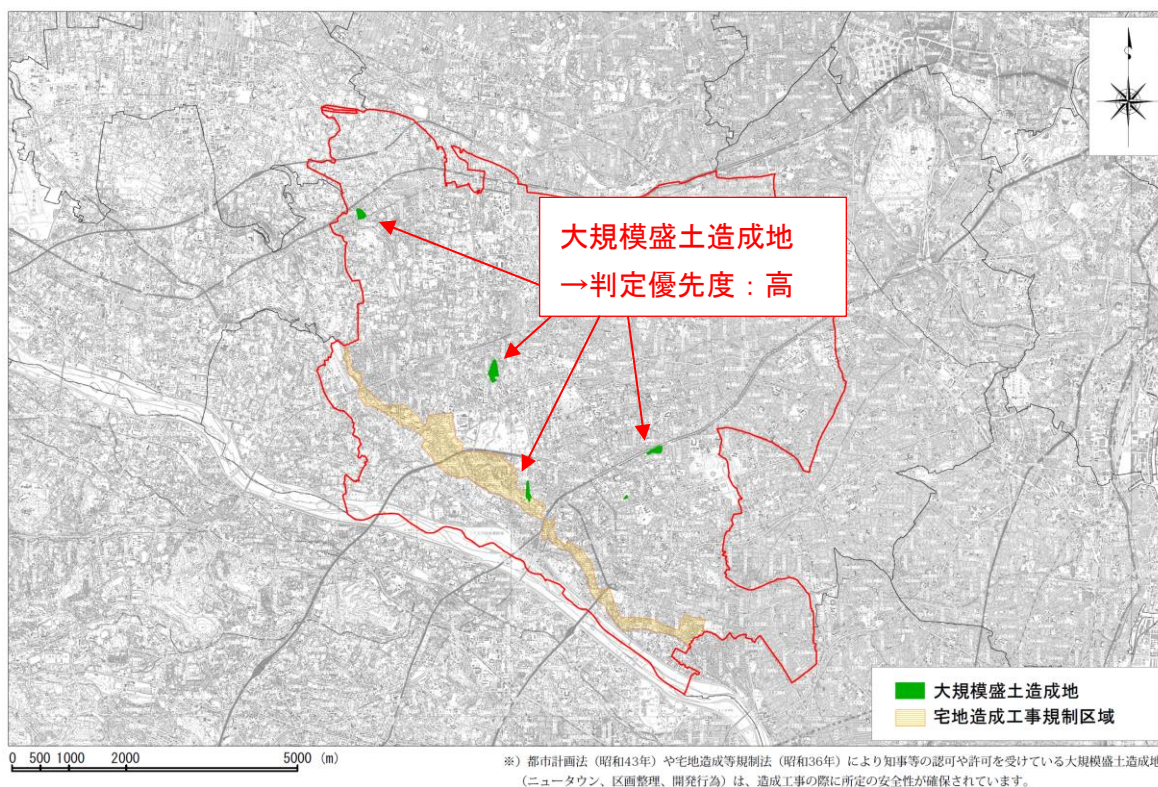 大規模盛土造成地
→判定優先度：高
大規模盛土造成地
宅地造成工事規制区域
0 500 1000 2000 5000 (m)
※）都市計画法（昭和43年）や宅地造成等規制法（昭和36年）により知事等の認可や許可を受けている大規模盛土造成地
（ニュータウン、区画整理、開発行為）は、造成工事の際に所定の安全性が確保されています。